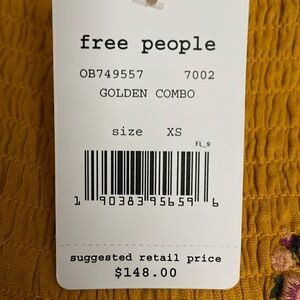 free people
OB749557 7002
GOLDEN COMBO
size XS
FL_9
1 90383 95659 6
suggested retail price
$148.00